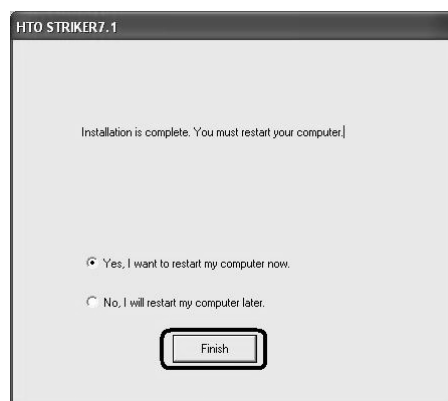 HTO STRIKER7.1
Installation is complete. You must restart your computer.
Yes, I want to restart my computer now.
No, I will restart my computer later.
Finish